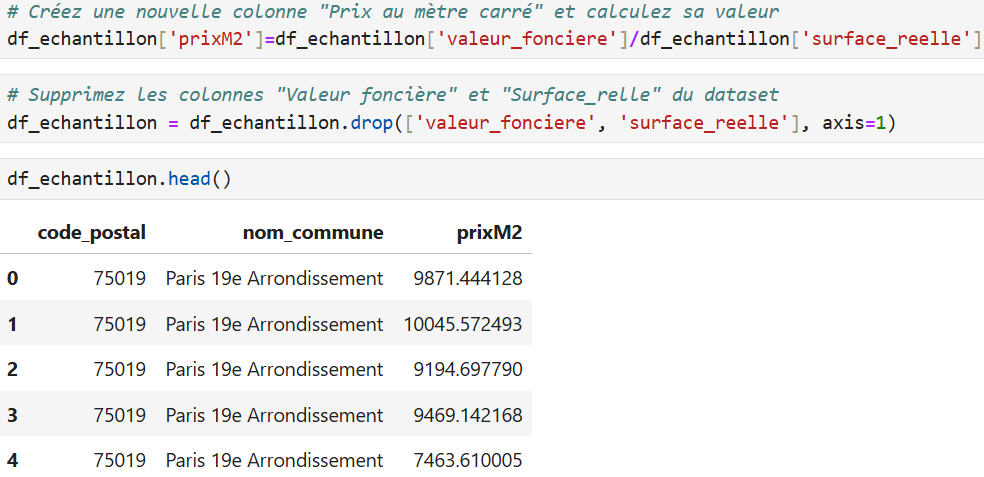 # Créez une nouvelle colonne "Prix au mètre carré" et calculez sa valeur
df_echantillon['prixM2']=df_echantillon['valeur_fonciere']/df_echantillon['surface_reelle']
# Supprimez les colonnes "Valeur foncière" et "Surface_relle" du dataset
df_echantillon = df_echantillon.drop(['valeur_fonciere', 'surface_reelle'], axis=1)
df_echantillon.head()
code_postal nom_commune prixM2
0 75019 Paris 19e Arrondissement 9871.444128
1 75019 Paris 19e Arrondissement 10045.572493
2 75019 Paris 19e Arrondissement 9194.697790
3 75019 Paris 19e Arrondissement 9469.142168
4 75019 Paris 19e Arrondissement 7463.610005